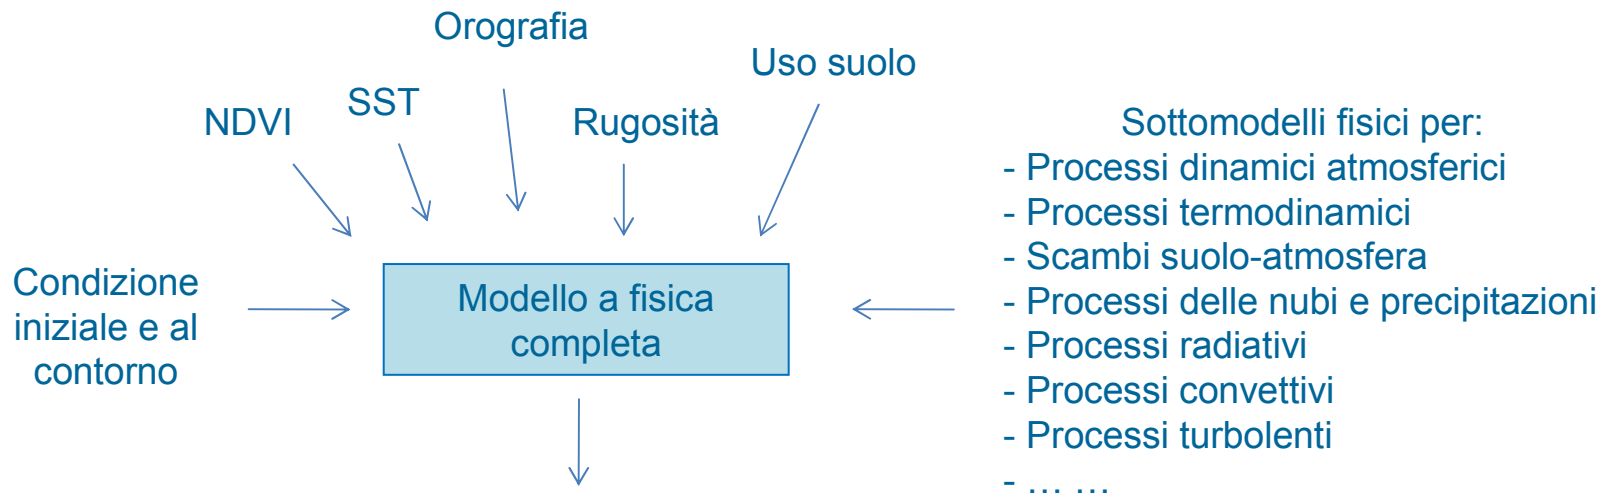 Orografia
Uso suolo
SST
NDVI
Rugosità
Sottomodelli fisici per:
- Processi dinamici atmosferici
- Processi termodinamici
- Scambi suolo-atmosfera
- Processi delle nubi e precipitazioni
- Processi radiativi
- Processi convettivi
- Processi turbolenti
- ... ...
Condizione
iniziale e al
contorno
Modello a fisica
completa